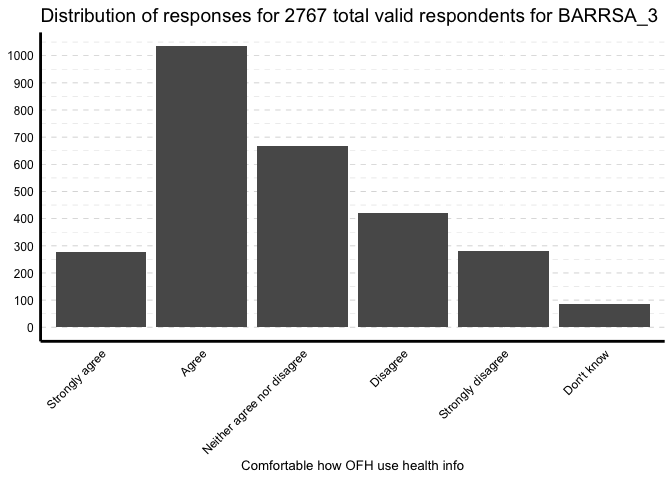 Distribution of responses for 2767 total valid respondents for BARRSA_3
1000
900
800
700
600
500
400
300
200
100
0
Strongly agree
Agree
Neither agree nor disagree
Disagree
Strongly disagree
Don't know
Comfortable how OFH use health info